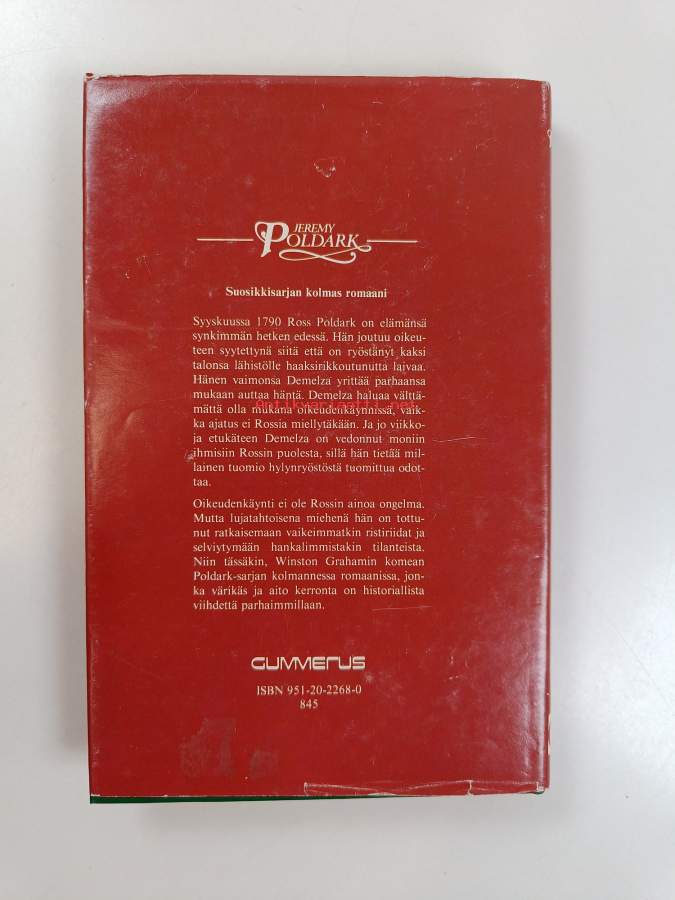 JEREMY
POLDARK
Suosikkisarjan kolmas romaani
Syyskuussa 1790 Ross Poldark on elämänsä
synkimmän hetken edessä. Hän joutuu oikeu-
teen syytettynä siitä että on ryöstänyt kaksi
talonsa lähistölle haaksirikkoutunutta laivaa.
Hänen vaimonsa Demelza yrittää parhaansa
mukaan auttaa häntä. Demelza haluaa välttä-
mättä olla mukana oikeudenkäynnissä, vaik-
ka ajatus ei Rossia miellytäkään. Ja jo viikko-
ja etukäteen Demelza on vedonnut moniin
ihmisiin Rossin puolesta, sillä hän tietää mil-
lainen tuomio hylynryöstöstä tuomittua odot-
taa.
Oikeudenkäynti ei ole Rossin ainoa ongelma.
Mutta lujatahtoisena miehenä hän on tottu-
nut ratkaisemaan vaikeimmatkin ristiriidat ja
selviytymään hankalimmistakin tilanteista.
Niin tässäkin, Winston Grahamin komean
Poldark-sarjan kolmannessa romaanissa, jon-
ka värikäs ja aito kerronta on historiallista
viihdettä parhaimmillaan.
GUMMERUS
ISBN 951-20-2268-0
845
antikvariaatti.net